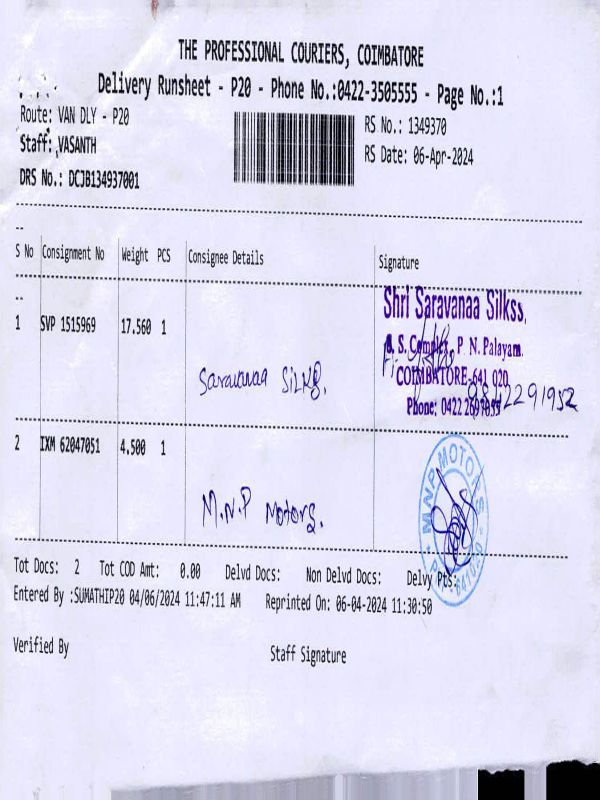 THE PROFESSIONAL COURIERS, COIMBATORE
Delivery Runsheet - P20 - Phone No.:0422-3505555 - Page No.:1
Route: VAN DLY - P20
RS No.: 1349370
Staff: VASANTH
RS Date: 06-Apr-2024
DRS No.: DCJB134937001
S No Consignment No Weight PCS Consignee Details Signature
1 SVP 1515969 17.560 1
Shri Saravanaa Silkss,
S. S. Complex, P. N. Palayam.
COIMBATORE-641 020
Saravanaa SILKS.
Phone: 0422
2 IXM 62047051 4.500 1
M.N.P Motors.
MNP MOTORS
Tot Docs: 2 Tot COD Amt: 0.00 Delvd Docs: Non Delvd Docs: Delvy Pts:
Entered By :SUMATHIP20 04/06/2024 11:47:11 AM Reprinted On: 06-04-2024 11:30:50
Verified By Staff Signature